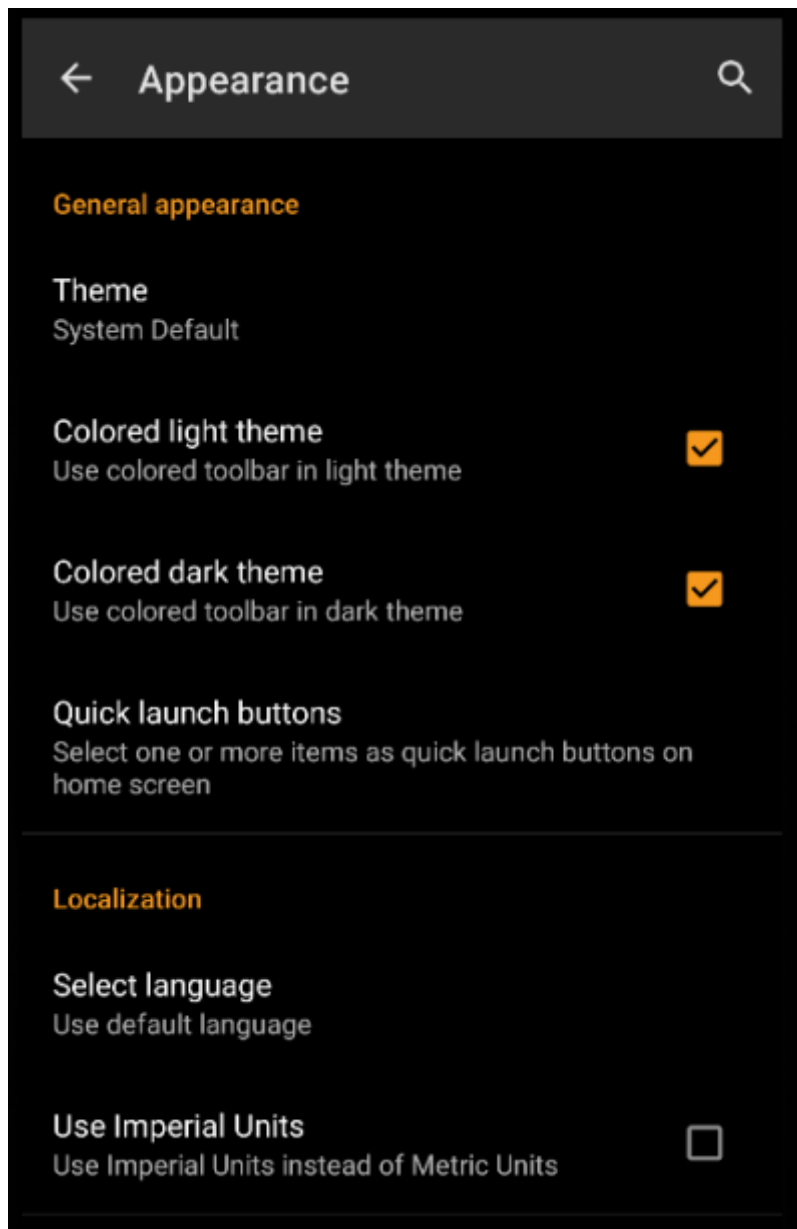 Appearance
General appearance
Theme
System Default
Colored light theme
Use colored toolbar in light theme
Colored dark theme
Use colored toolbar in dark theme
Quick launch buttons
Select one or more items as quick launch buttons on
home screen
Localization
Select language
Use default language
Use Imperial Units
Use Imperial Units instead of Metric Units